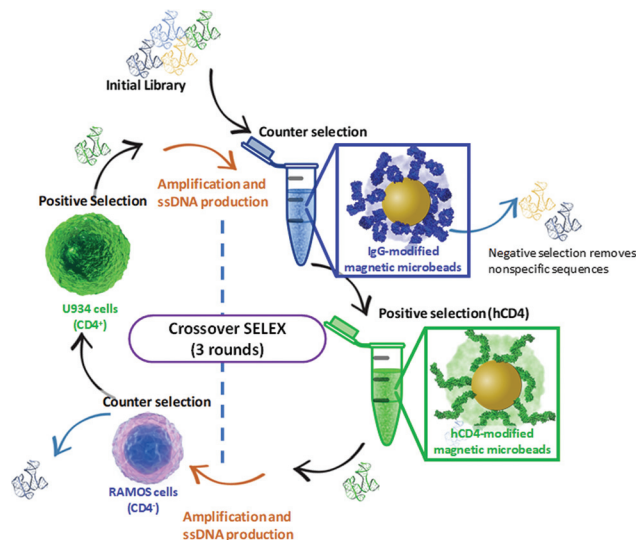 Initial Library
Counter selection
Positive Selection
Amplification and
ssDNA production
IgG-modified
magnetic microbeads
Negative selection removes
nonspecific sequences
U934 cells
(CD4⁺)
Crossover SELEX
(3 rounds)
Positive selection (hCD4)
Counter selection
hCD4-modified
magnetic microbeads
RAMOS cells
(CD4⁻)
Amplification and
ssDNA production